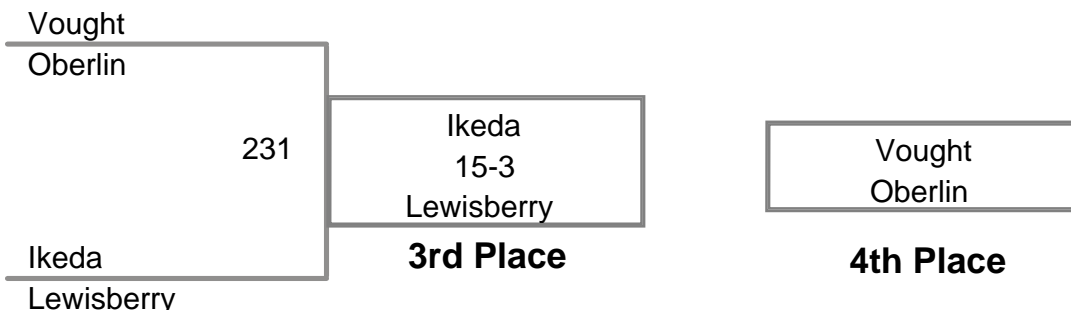 Vought
Oberlin
231
Ikeda
Lewisberry
Ikeda
15-3
Lewisberry
3rd Place
Vought
Oberlin
4th Place